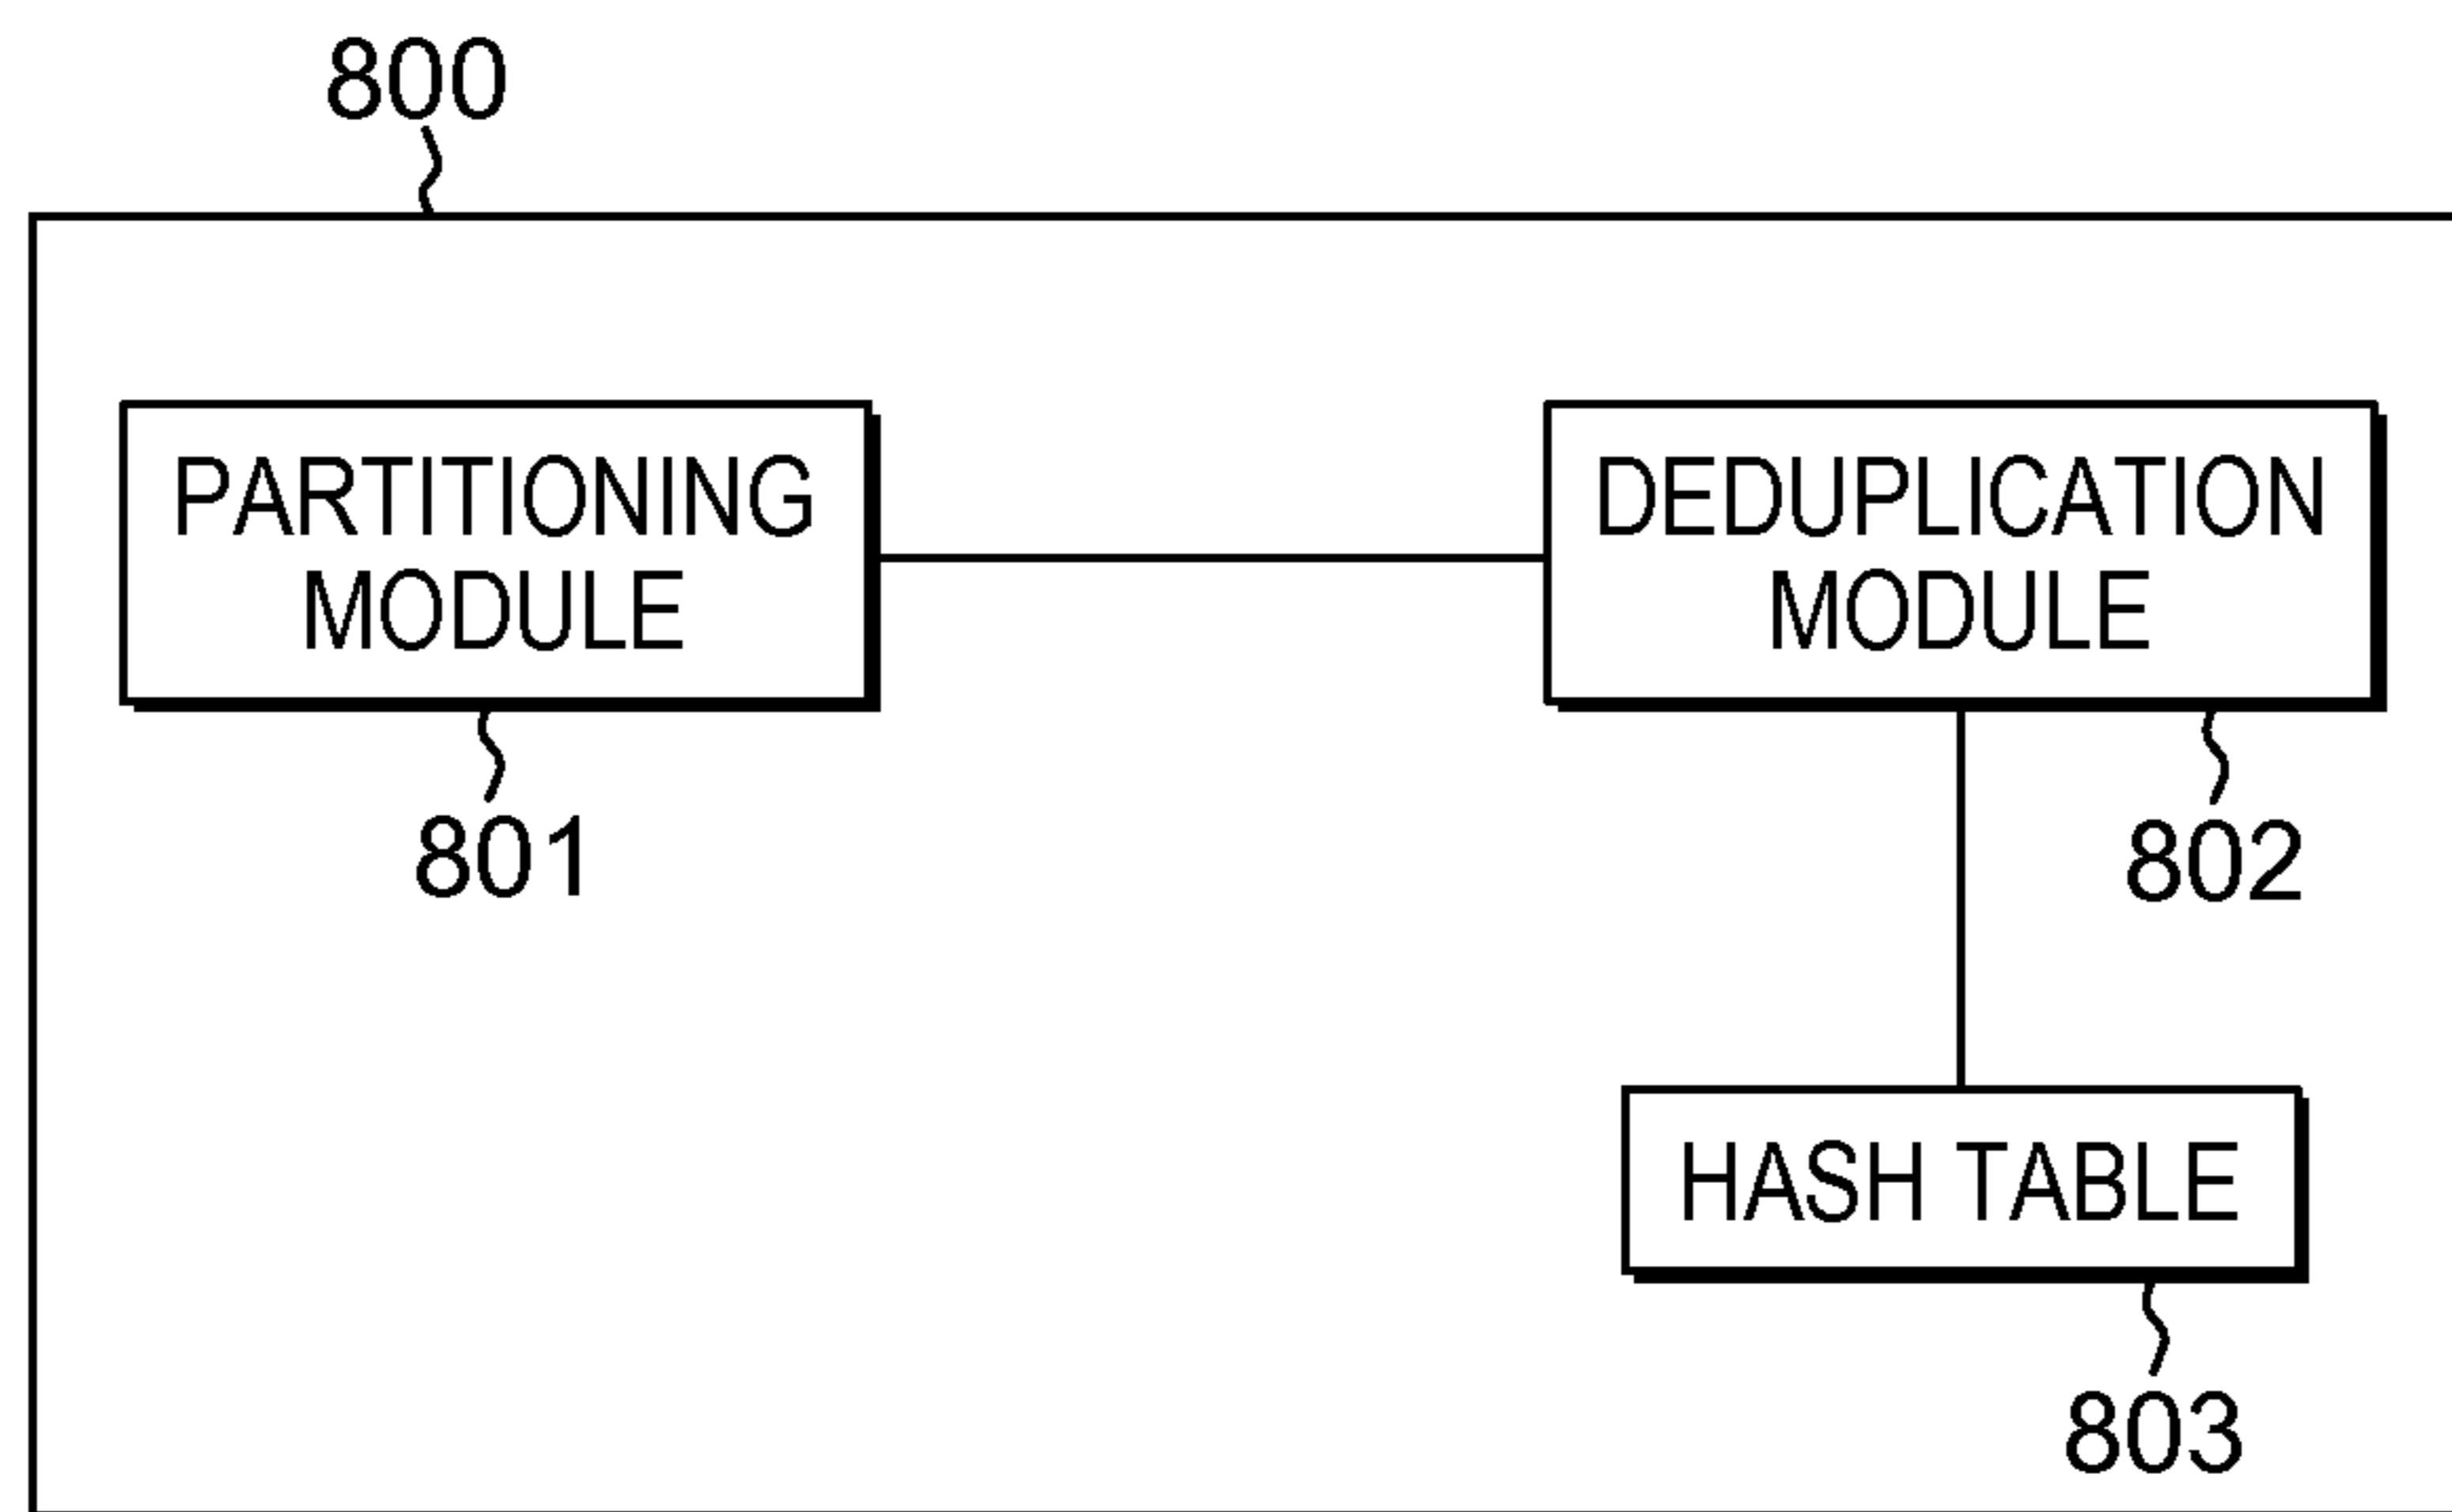 800
PARTITIONING
MODULE
801
DEDUPLICATION
MODULE
802
HASH TABLE
803